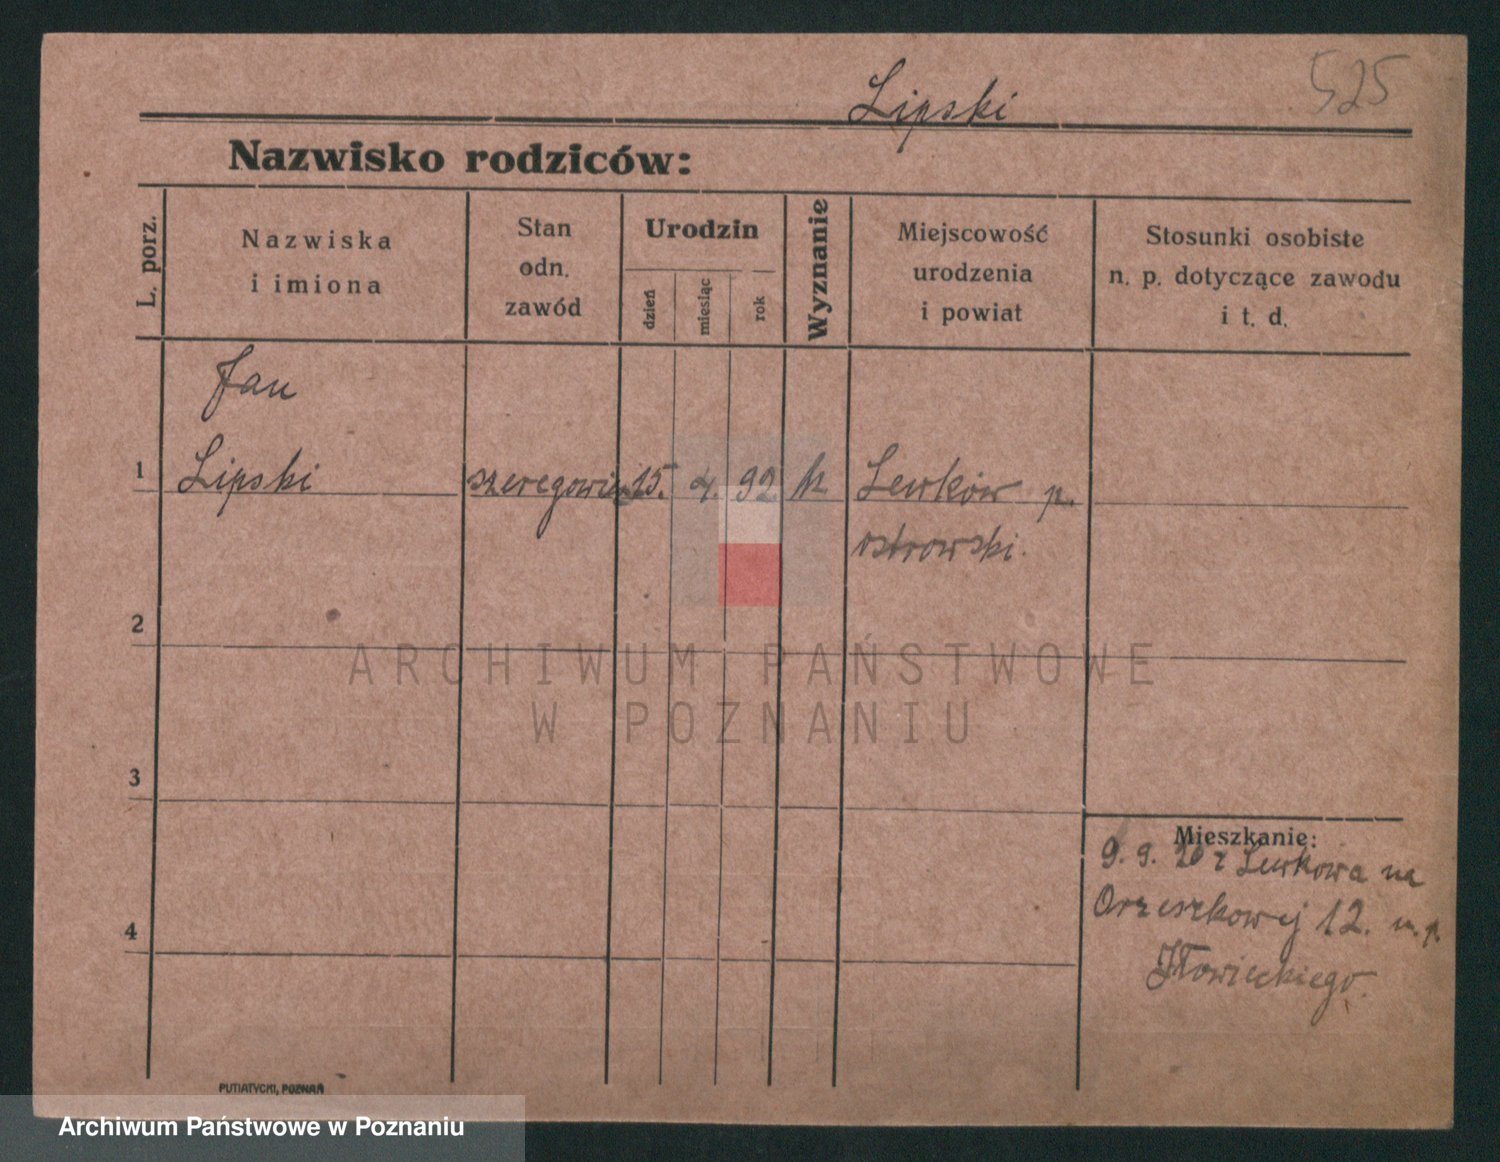 525
Lipski
Nazwisko rodziców:
L. porz.
Nazwiska
i imiona
Stan
odn.
zawód
Urodzin
dzień
miesiąc
rok
Wyznanie
Miejscowość
urodzenia
i powiat
Stosunki osobiste
n. p. dotyczące zawodu
i t. d.
Jan
1 Lipski szeregowiec 15. 4. 92 k Lewków p.
ostrowski.
2
3
4
Mieszkanie:
9. 9. 20 z Lewkowa na
Orzeszkowej 12. u. p.
Iłowieckiego.
PUTIATYCKI, POZNAŃ
ARCHIWUM PAŃSTWOWE
W POZNANIU
Archiwum Państwowe w Poznaniu